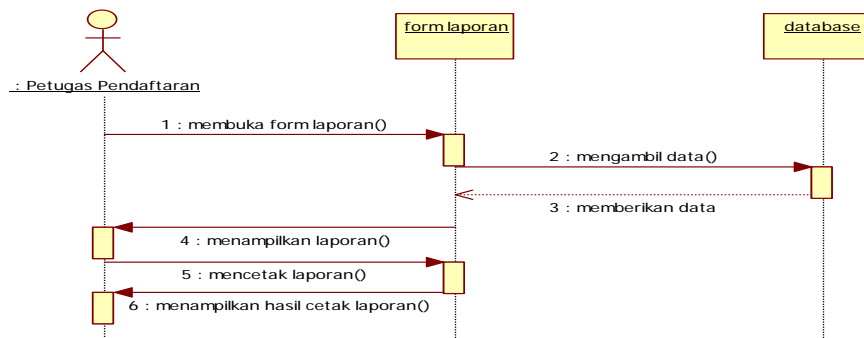 form laporan
database
: Petugas Pendaftaran
1 : membuka form laporan()
2 : mengambil data()
3 : memberikan data
4 : menampilkan laporan()
5 : mencetak laporan()
6 : menampilkan hasil cetak laporan()